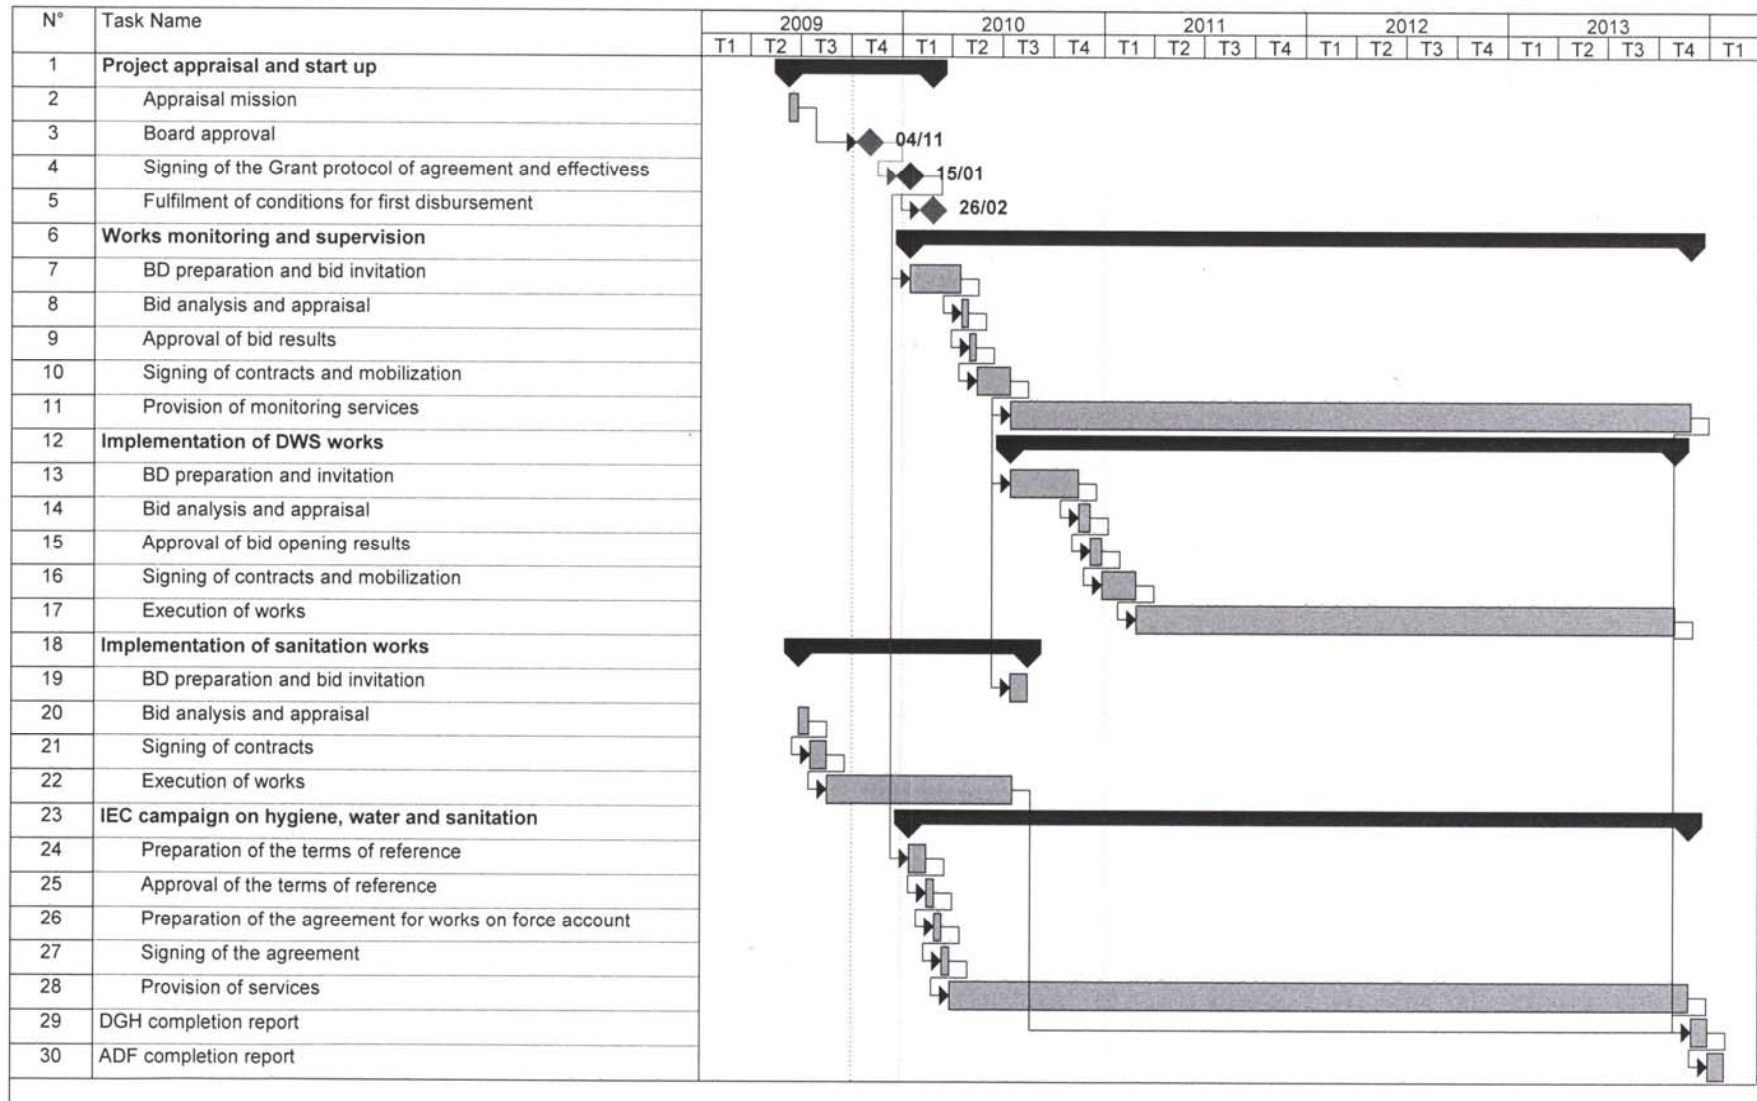 N° Task Name 2009 2010 2011 2012 2013
T1 T2 T3 T4 T1 T2 T3 T4 T1 T2 T3 T4 T1 T2 T3 T4 T1 T2 T3 T4 T1
1 Project appraisal and start up
2 Appraisal mission
3 Board approval 04/11
4 Signing of the Grant protocol of agreement and effectivess 15/01
5 Fulfilment of conditions for first disbursement 26/02
6 Works monitoring and supervision
7 BD preparation and bid invitation
8 Bid analysis and appraisal
9 Approval of bid results
10 Signing of contracts and mobilization
11 Provision of monitoring services
12 Implementation of DWS works
13 BD preparation and invitation
14 Bid analysis and appraisal
15 Approval of bid opening results
16 Signing of contracts and mobilization
17 Execution of works
18 Implementation of sanitation works
19 BD preparation and bid invitation
20 Bid analysis and appraisal
21 Signing of contracts
22 Execution of works
23 IEC campaign on hygiene, water and sanitation
24 Preparation of the terms of reference
25 Approval of the terms of reference
26 Preparation of the agreement for works on force account
27 Signing of the agreement
28 Provision of services
29 DGH completion report
30 ADF completion report